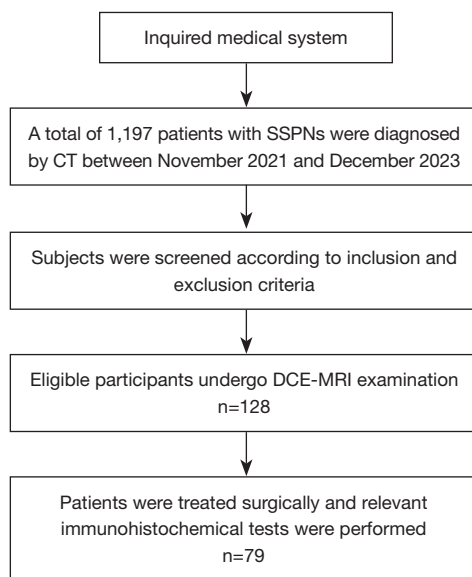 Inquired medical system
A total of 1,197 patients with SSPNs were diagnosed
by CT between November 2021 and December 2023
Subjects were screened according to inclusion and
exclusion criteria
Eligible participants undergo DCE-MRI examination
n=128
Patients were treated surgically and relevant
immunohistochemical tests were performed
n=79